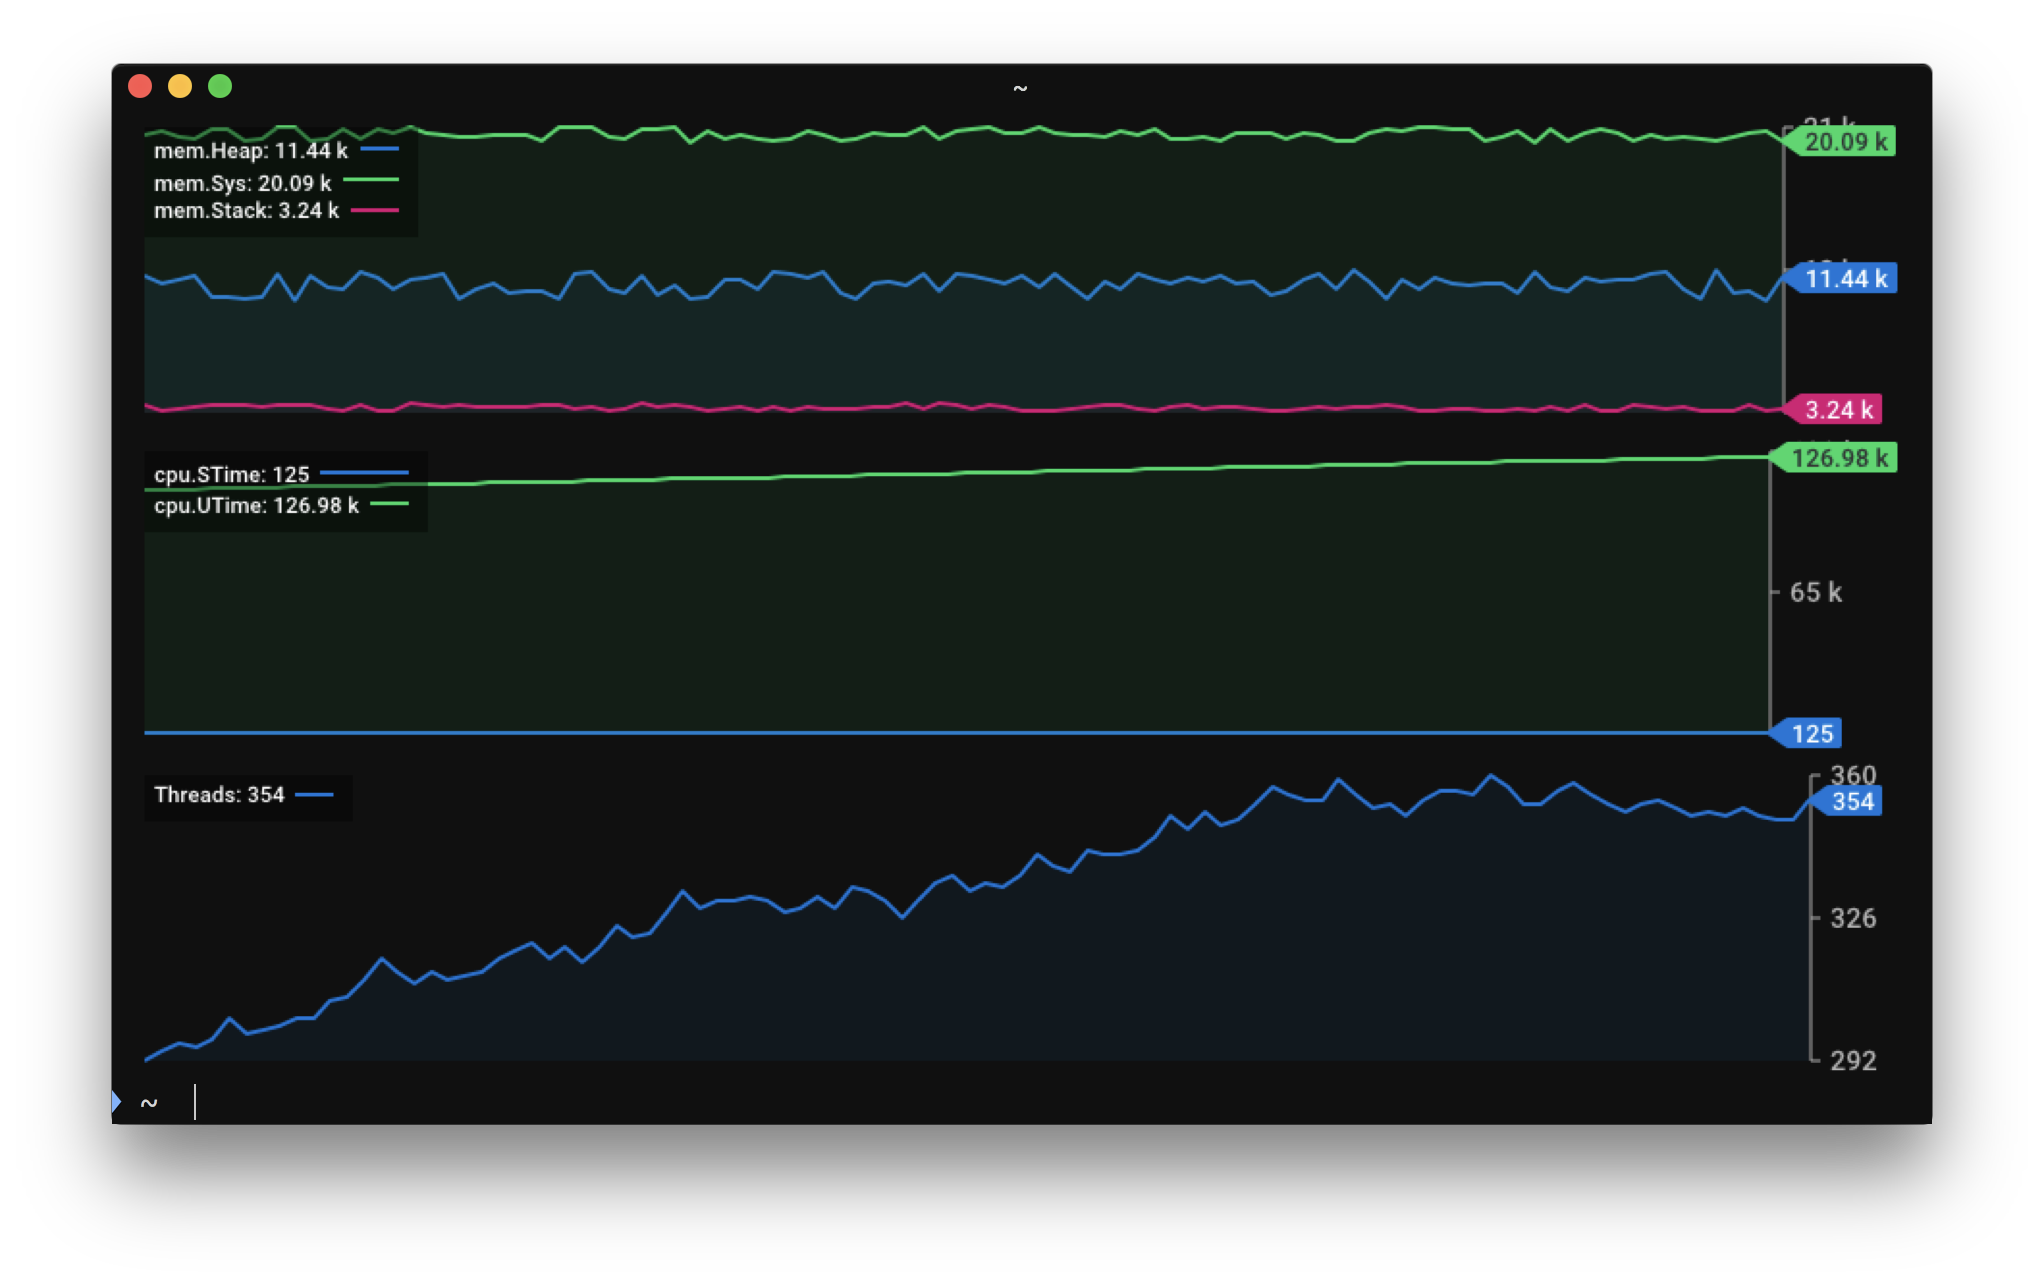 ~
mem.Heap: 11.44 k
mem.Sys: 20.09 k
mem.Stack: 3.24 k
20.09 k
11.44 k
3.24 k
cpu.STime: 125
cpu.UTime: 126.98 k
126.98 k
65 k
125
Threads: 354
360
354
326
292
~